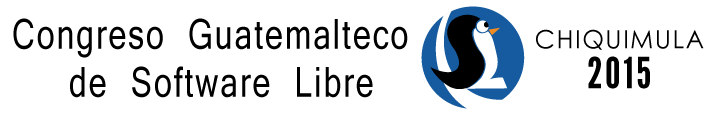 Congreso Guatemalteco
de Software Libre
CHIQUIMULA
2015